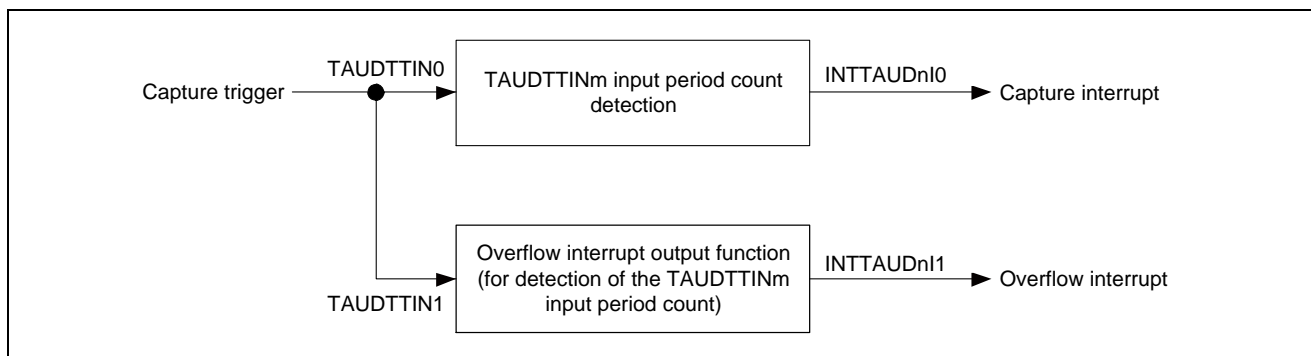 TAUDTTIN0
Capture trigger
TAUDTTINm input period count
detection
INTTAUDnI0
Capture interrupt
TAUDTTIN1
Overflow interrupt output function
(for detection of the TAUDTTINm
input period count)
INTTAUDnI1
Overflow interrupt